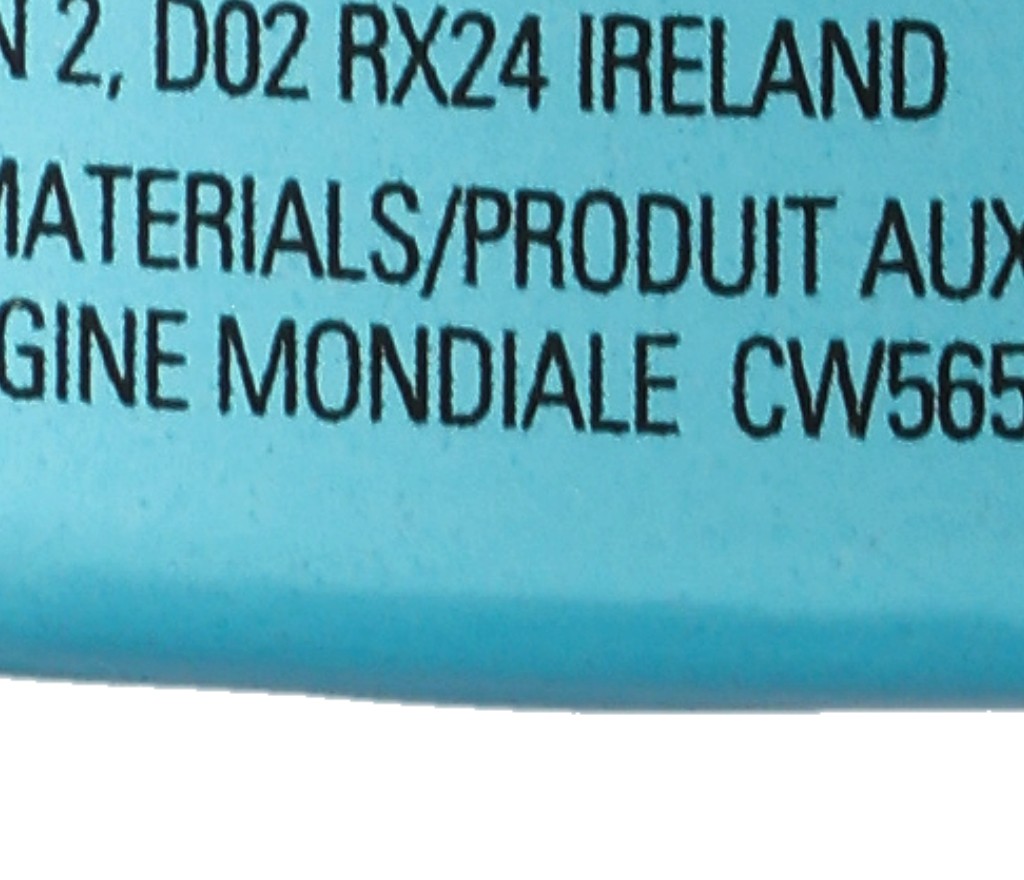 N 2, D02 RX24 IRELAND
MATERIALS/PRODUIT AUX
GINE MONDIALE CW565